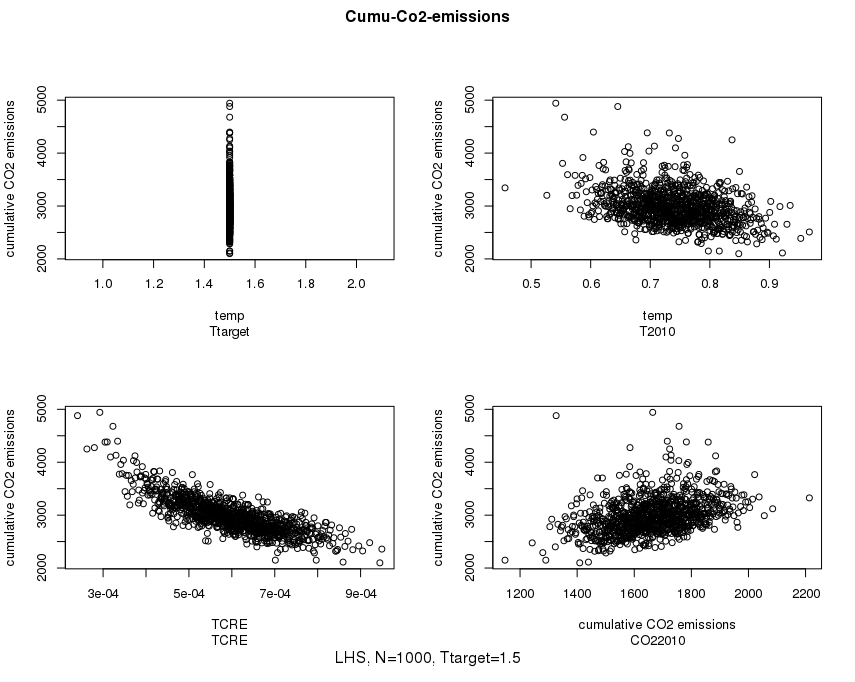 Cumu-Co2-emissions
cumulative CO2 emissions
2000 3000 4000 5000
1.0 1.2 1.4 1.6 1.8 2.0
temp
Ttarget
cumulative CO2 emissions
2000 3000 4000 5000
0.5 0.6 0.7 0.8 0.9
temp
T2010
cumulative CO2 emissions
2000 3000 4000 5000
3e-04 5e-04 7e-04 9e-04
TCRE
TCRE
cumulative CO2 emissions
2000 3000 4000 5000
1200 1400 1600 1800 2000 2200
cumulative CO2 emissions
CO22010
LHS, N=1000, Ttarget=1.5